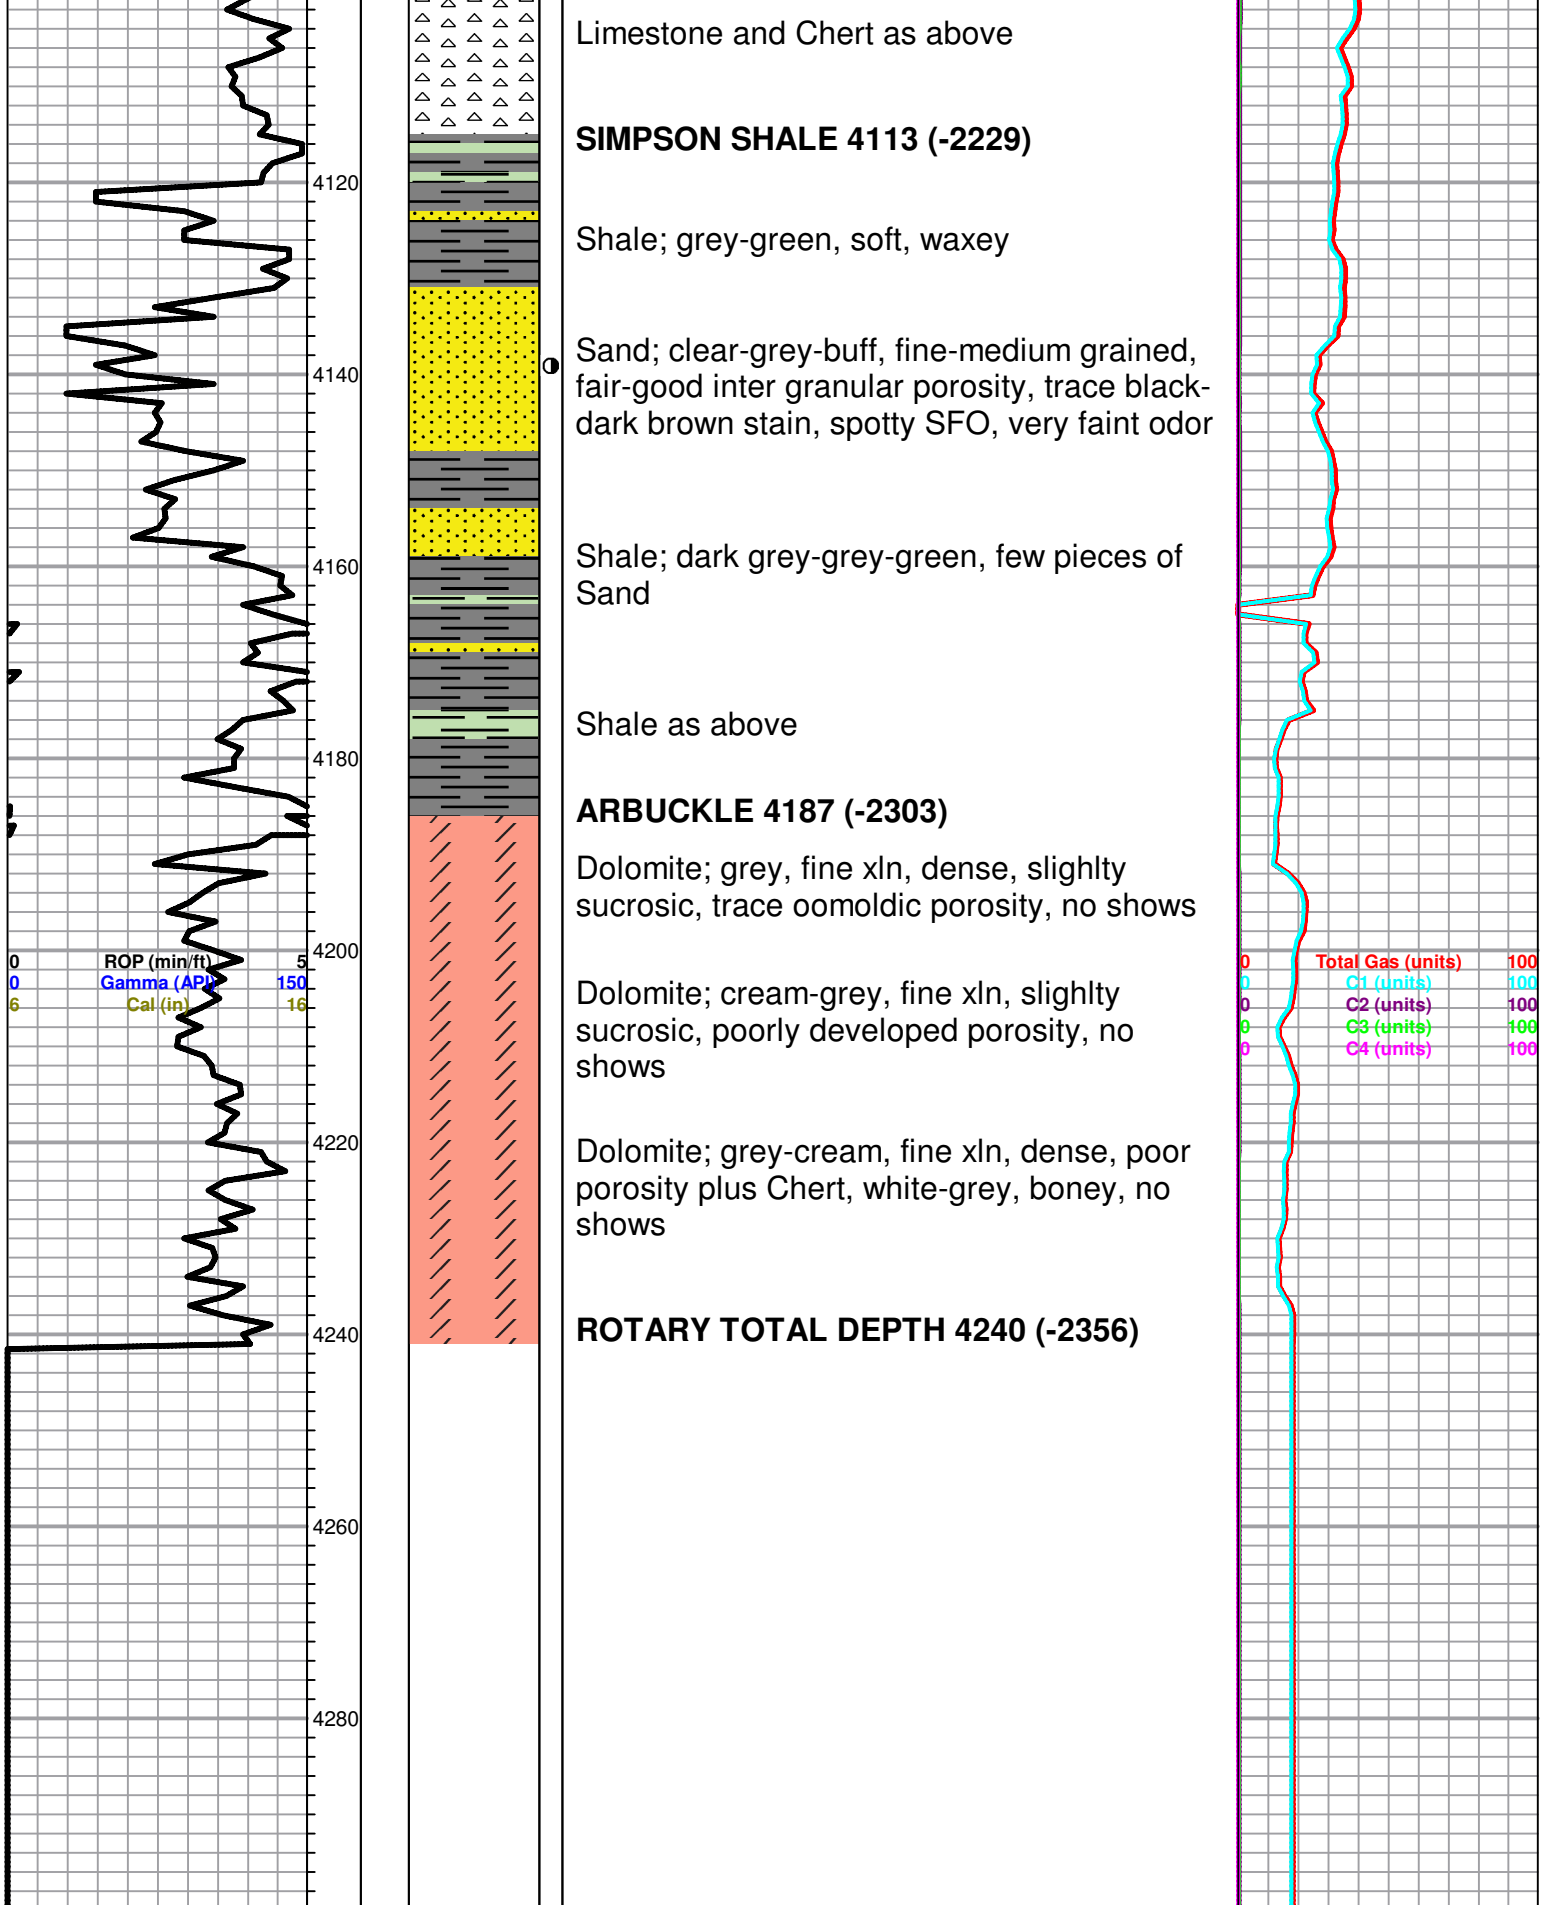 Limestone and Chert as above
SIMPSON SHALE 4113 (-2229)
4120
Shale; grey-green, soft, waxey
Sand; clear-grey-buff, fine-medium grained,
fair-good inter granular porosity, trace black-
dark brown stain, spotty SFO, very faint odor
4140
Shale; dark grey-grey-green, few pieces of
Sand
4160
Shale as above
4180
ARBUCKLE 4187 (-2303)
Dolomite; grey, fine xln, dense, slighlty
sucrosic, trace oomoldic porosity, no shows
4200
0 ROP (min/ft) 5
0 Gamma (API) 150
6 Cal (in) 16
0 Total Gas (units) 100
0 C1 (units) 100
0 C2 (units) 100
0 C3 (units) 100
0 C4 (units) 100
Dolomite; cream-grey, fine xln, slighlty
sucrosic, poorly developed porosity, no
shows
4220
Dolomite; grey-cream, fine xln, dense, poor
porosity plus Chert, white-grey, boney, no
shows
4240
ROTARY TOTAL DEPTH 4240 (-2356)
4260
4280